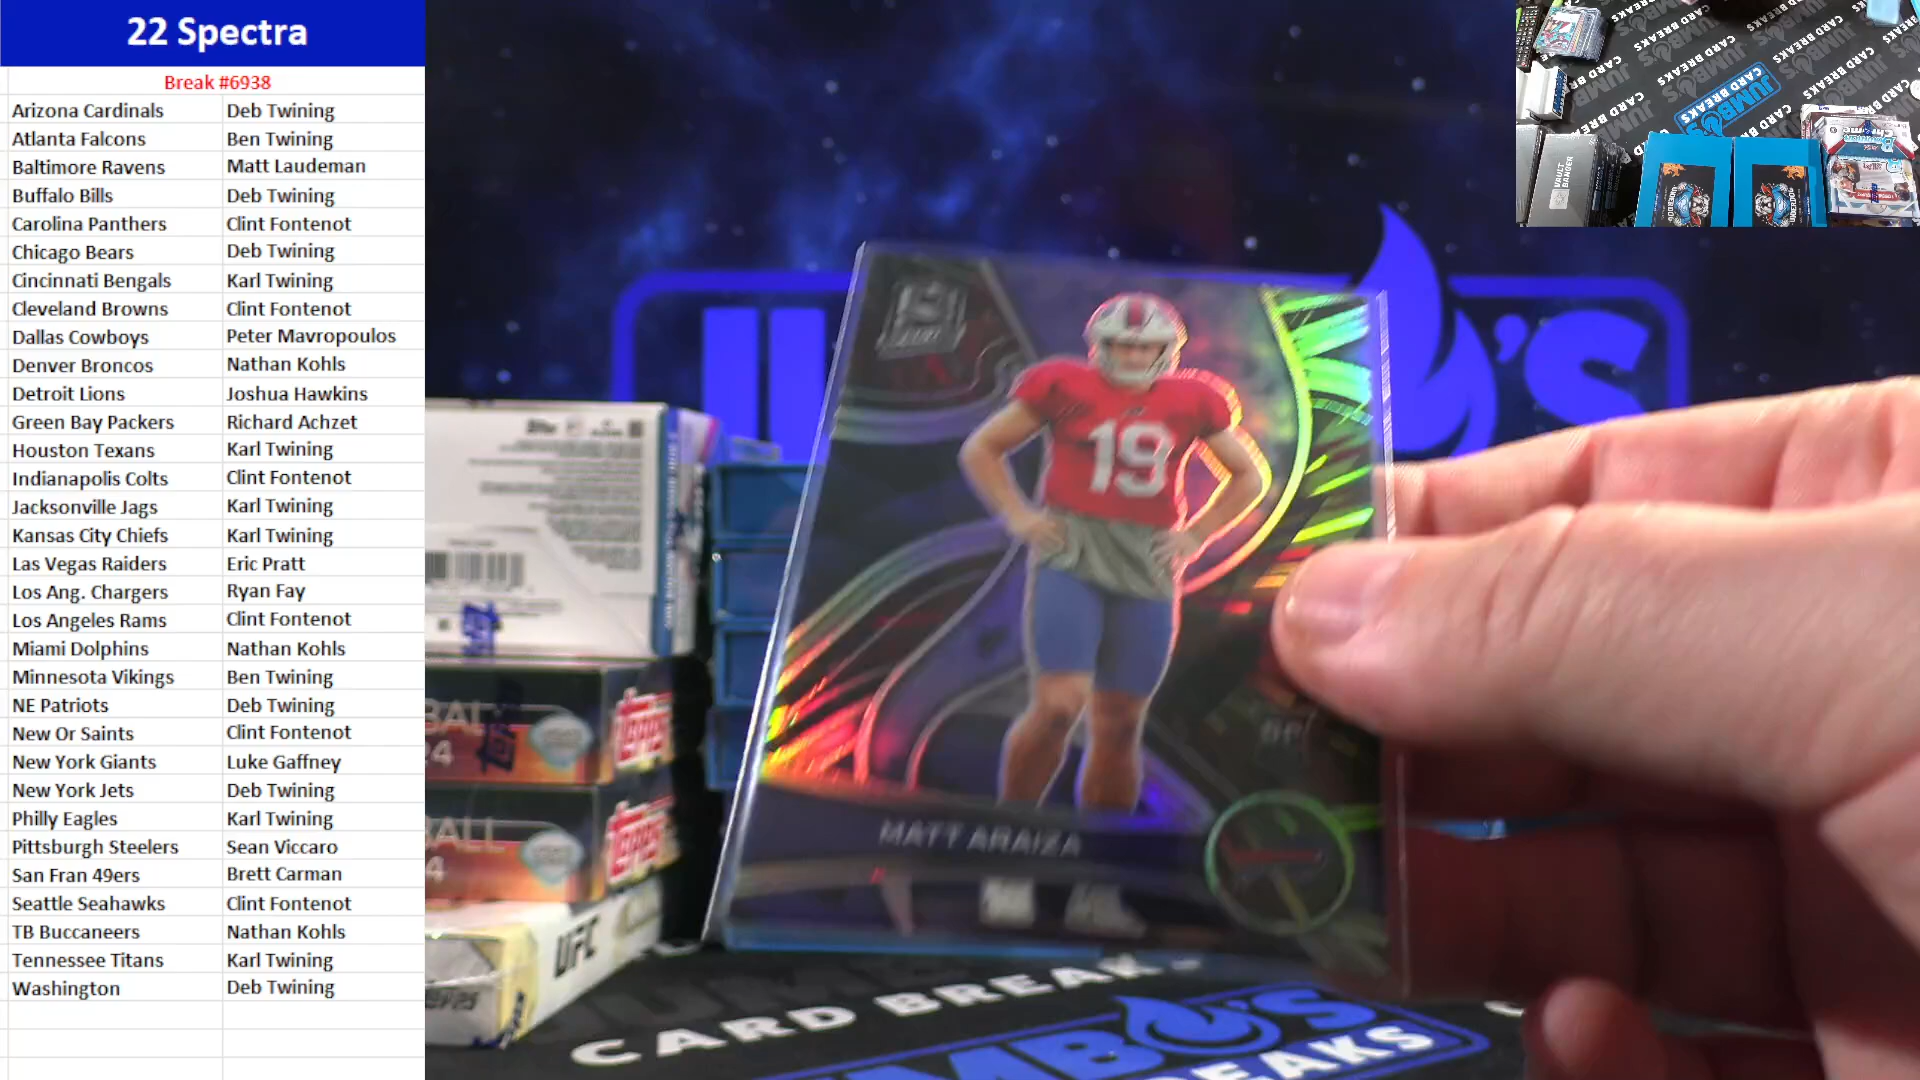 22 Spectra
Break #6938
Arizona Cardinals Deb Twining
Atlanta Falcons Ben Twining
Baltimore Ravens Matt Laudeman
Buffalo Bills Deb Twining
Carolina Panthers Clint Fontenot
Chicago Bears Deb Twining
Cincinnati Bengals Karl Twining
Cleveland Browns Clint Fontenot
Dallas Cowboys Peter Mavropoulos
Denver Broncos Nathan Kohls
Detroit Lions Joshua Hawkins
Green Bay Packers Richard Achzet
Houston Texans Karl Twining
Indianapolis Colts Clint Fontenot
Jacksonville Jags Karl Twining
Kansas City Chiefs Karl Twining
Las Vegas Raiders Eric Pratt
Los Ang. Chargers Ryan Fay
Los Angeles Rams Clint Fontenot
Miami Dolphins Nathan Kohls
Minnesota Vikings Ben Twining
NE Patriots Deb Twining
New Or Saints Clint Fontenot
New York Giants Luke Gaffney
New York Jets Deb Twining
Philly Eagles Karl Twining
Pittsburgh Steelers Sean Viccaro
San Fran 49ers Brett Carman
Seattle Seahawks Clint Fontenot
TB Buccaneers Nathan Kohls
Tennessee Titans Karl Twining
Washington Deb Twining
19
MATT ARAIZA
topps
topps
UFC
CARD BREAK
JUMBO'S
CARD BREAKS
VAULT
BANGER